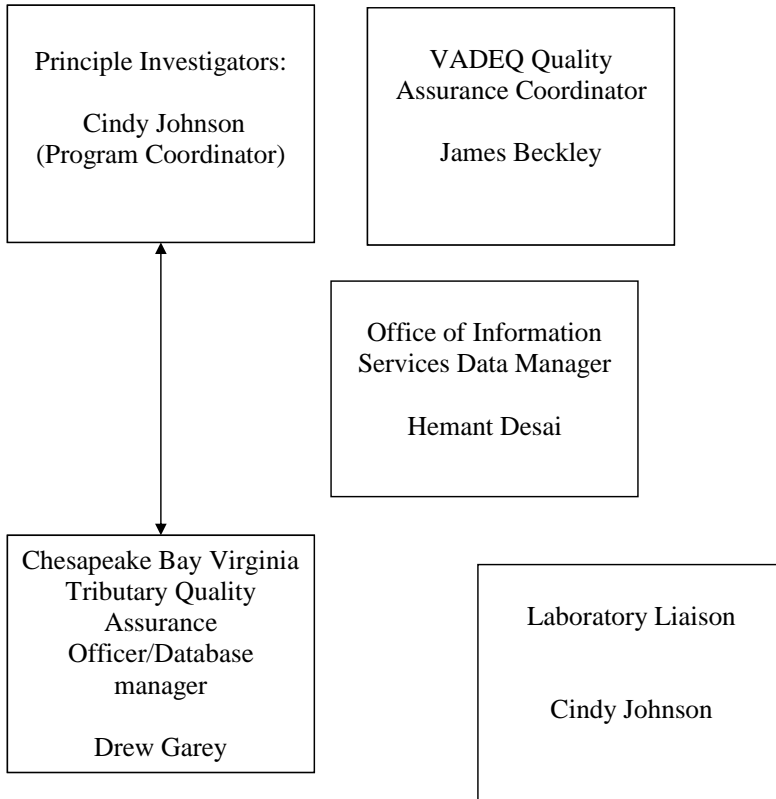 Principle Investigators:
Cindy Johnson
(Program Coordinator)
VADEQ Quality
Assurance Coordinator
James Beckley
Office of Information
Services Data Manager
Hemant Desai
Chesapeake Bay Virginia
Tributary Quality
Assurance
Officer/Database
manager
Drew Garey
Laboratory Liaison
Cindy Johnson